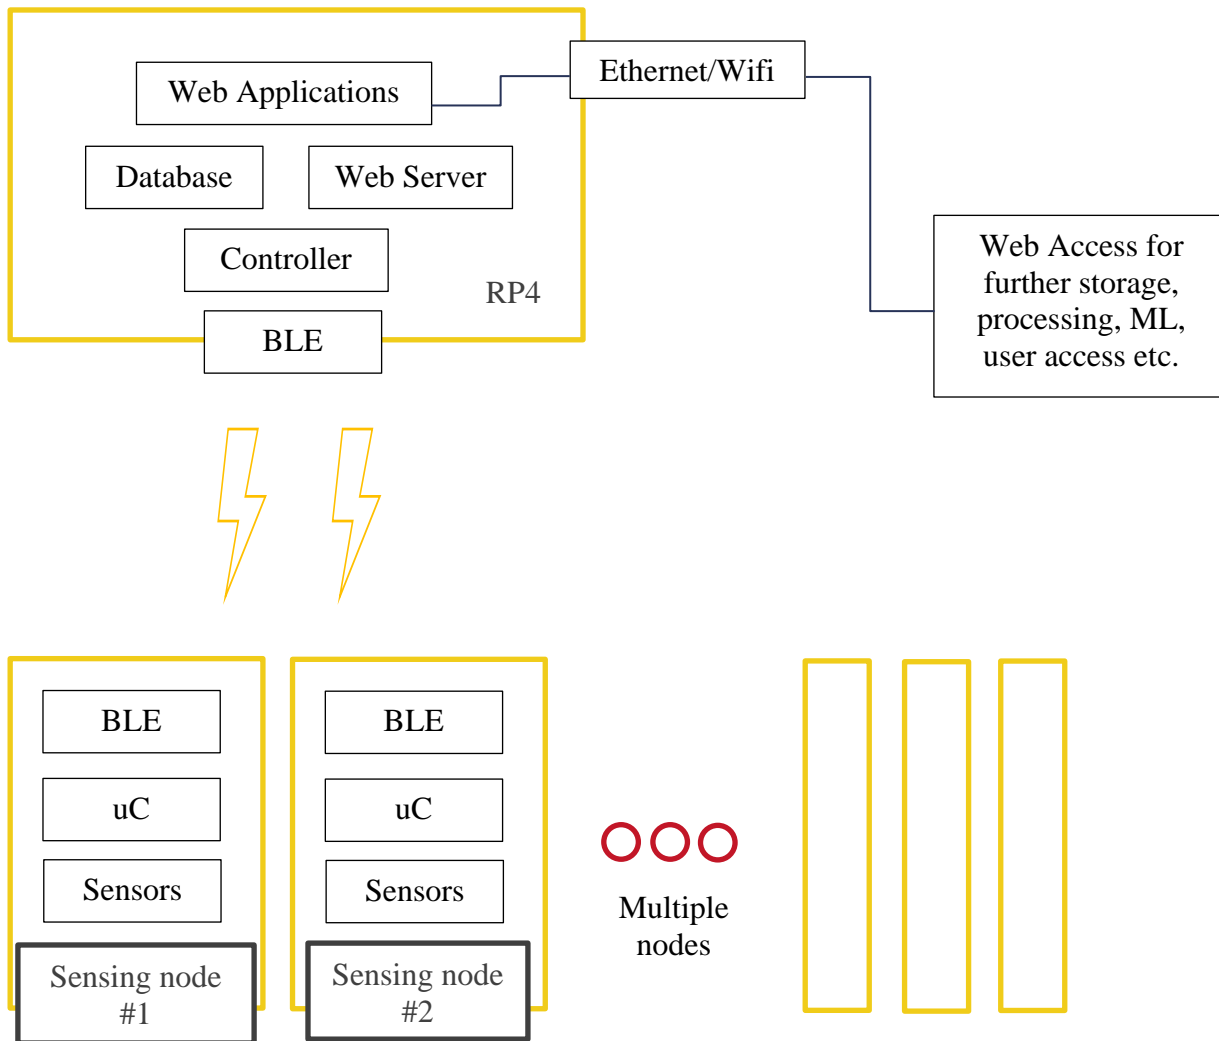 Web Applications
Ethernet/Wifi
Database
Web Server
Controller
RP4
BLE
Web Access for
further storage,
processing, ML,
user access etc.
BLE
uC
Sensors
Sensing node
#1
BLE
uC
Sensors
Sensing node
#2
Multiple
nodes